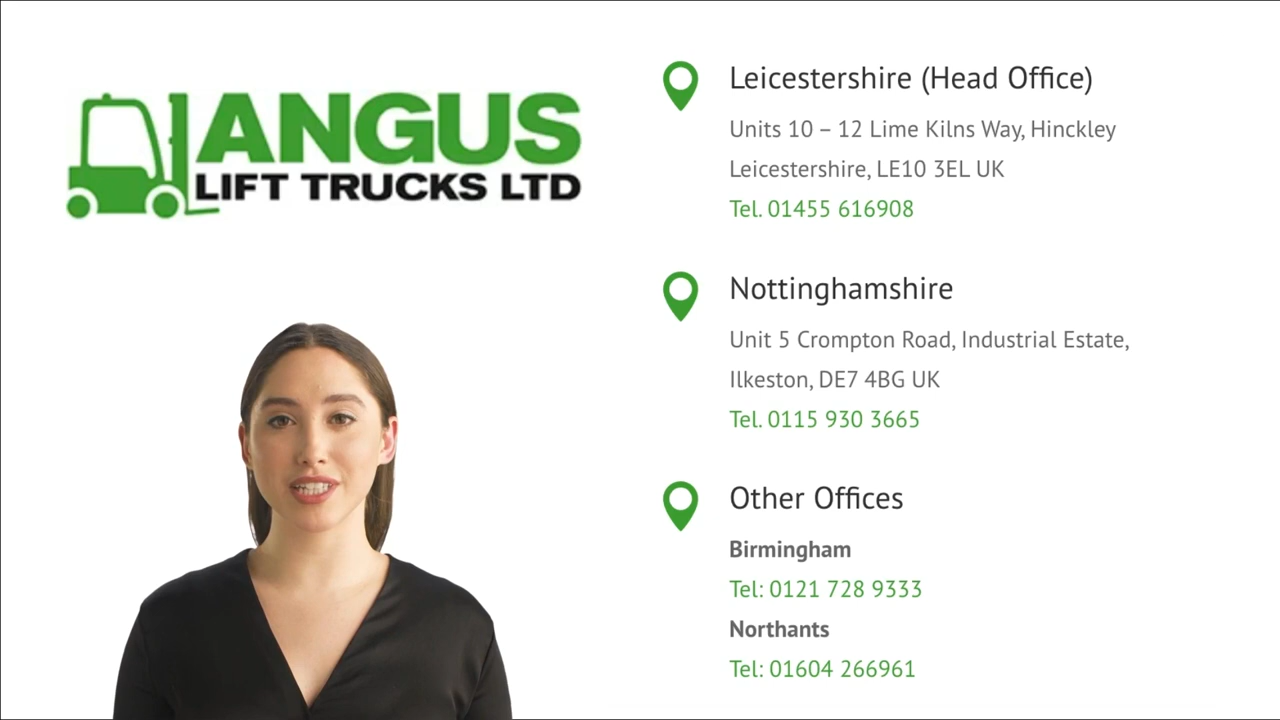 ANGUS
LIFT TRUCKS LTD
Leicestershire (Head Office)
Units 10 – 12 Lime Kilns Way, Hinckley
Leicestershire, LE10 3EL UK
Tel. 01455 616908
Nottinghamshire
Unit 5 Crompton Road, Industrial Estate,
Ilkeston, DE7 4BG UK
Tel. 0115 930 3665
Other Offices
Birmingham
Tel: 0121 728 9333
Northants
Tel: 01604 266961